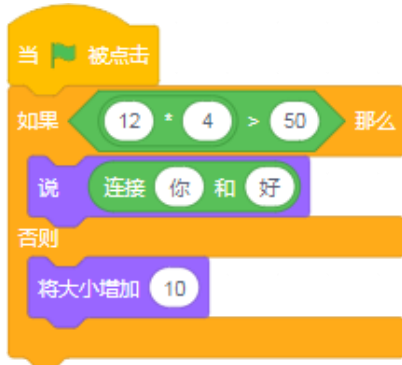 当 被点击
如果 12 * 4 > 50 那么
说 连接 你 和 好
否则
将大小增加 10